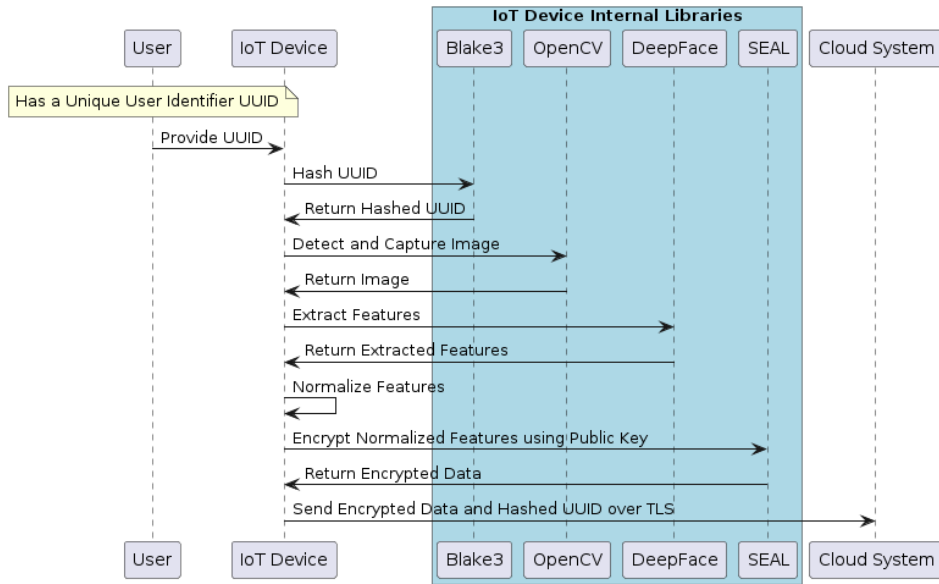 IoT Device Internal Libraries
User
IoT Device
Blake3
OpenCV
DeepFace
SEAL
Cloud System
Has a Unique User Identifier UUID
Provide UUID
Hash UUID
Return Hashed UUID
Detect and Capture Image
Return Image
Extract Features
Return Extracted Features
Normalize Features
Encrypt Normalized Features using Public Key
Return Encrypted Data
Send Encrypted Data and Hashed UUID over TLS
User
IoT Device
Blake3
OpenCV
DeepFace
SEAL
Cloud System